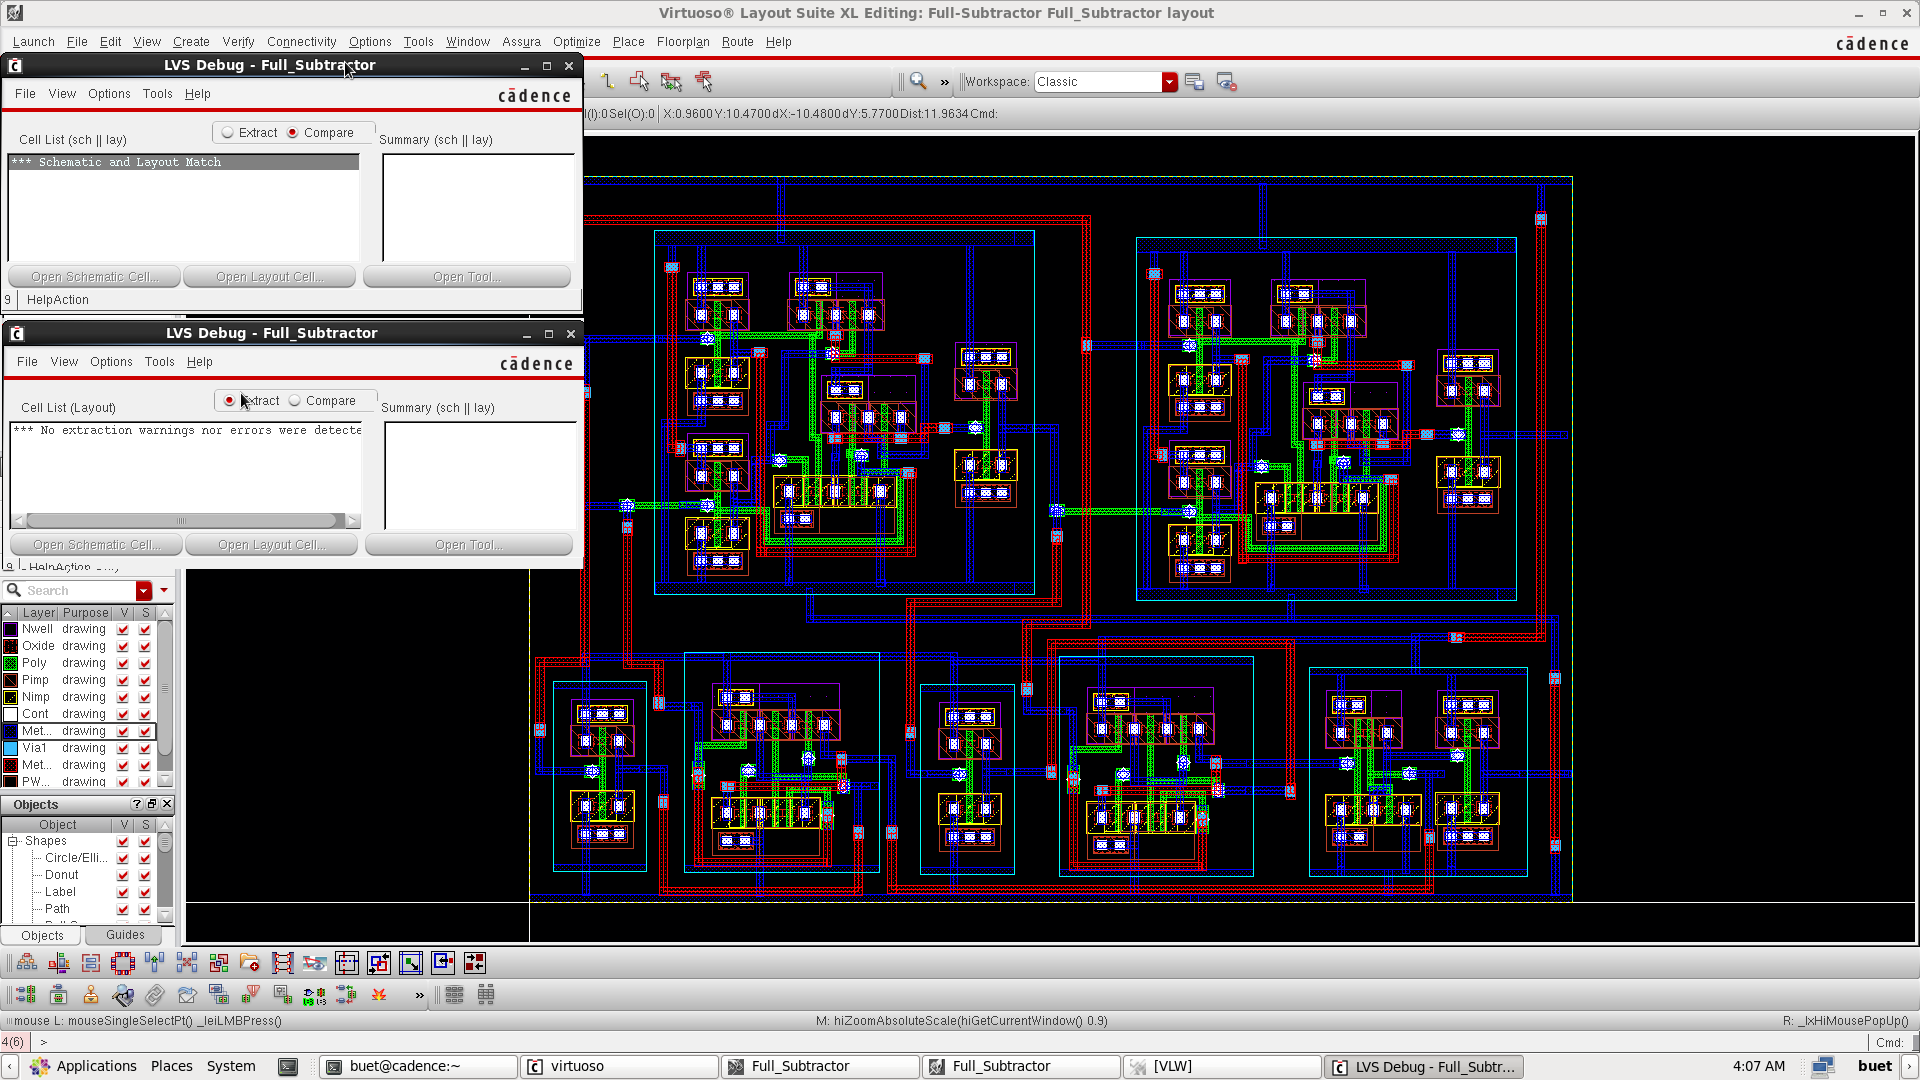 Virtuoso® Layout Suite XL Editing: Full-Subtractor Full_Subtractor layout
Launch File Edit View Create Verify Connectivity Options Tools Window Assura Optimize Place Floorplan Route Help
cādence
LVS Debug - Full_Subtractor
Workspace: Classic
File View Options Tools Help
cādence
l(I):0 Sel(O):0 X:0.9600 Y:10.4700 dX:-10.4800 dY:5.7700 Dist:11.9634 Cmd:
Extract Compare
Cell List (sch || lay) Summary (sch || lay)
*** Schematic and Layout Match
Open Schematic Cell... Open Layout Cell... Open Tool...
9 HelpAction
LVS Debug - Full_Subtractor
File View Options Tools Help
cādence
Extract Compare
Cell List (Layout) Summary (sch || lay)
*** No extraction warnings nor errors were detecte
Open Schematic Cell... Open Layout Cell... Open Tool...
Search
Layer Purpose V S
Nwell drawing
Oxide drawing
Poly drawing
Pimp drawing
Nimp drawing
Cont drawing
Met... drawing
Via1 drawing
Met... drawing
PW... drawing
Objects
Object V S
Shapes
Circle/Elli...
Donut
Label
Path
Objects Guides
mouse L: mouseSingleSelectPt() _leiLMBPress() M: hiZoomAbsoluteScale(hiGetCurrentWindow() 0.9) R: _lxHiMousePopUp()
4(6) > Cmd:
Applications Places System buet@cadence:~ virtuoso Full_Subtractor Full_Subtractor [VLW] LVS Debug - Full_Subtr... 4:07 AM buet